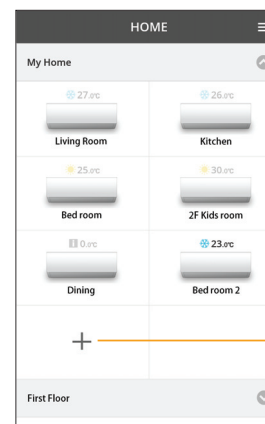 HOME
My Home
27.0°C 26.0°C
Living Room Kitchen
25.0°C 30.0°C
Bed room 2F Kids room
0.0°C 23.0°C
Dining Bed room 2
First Floor